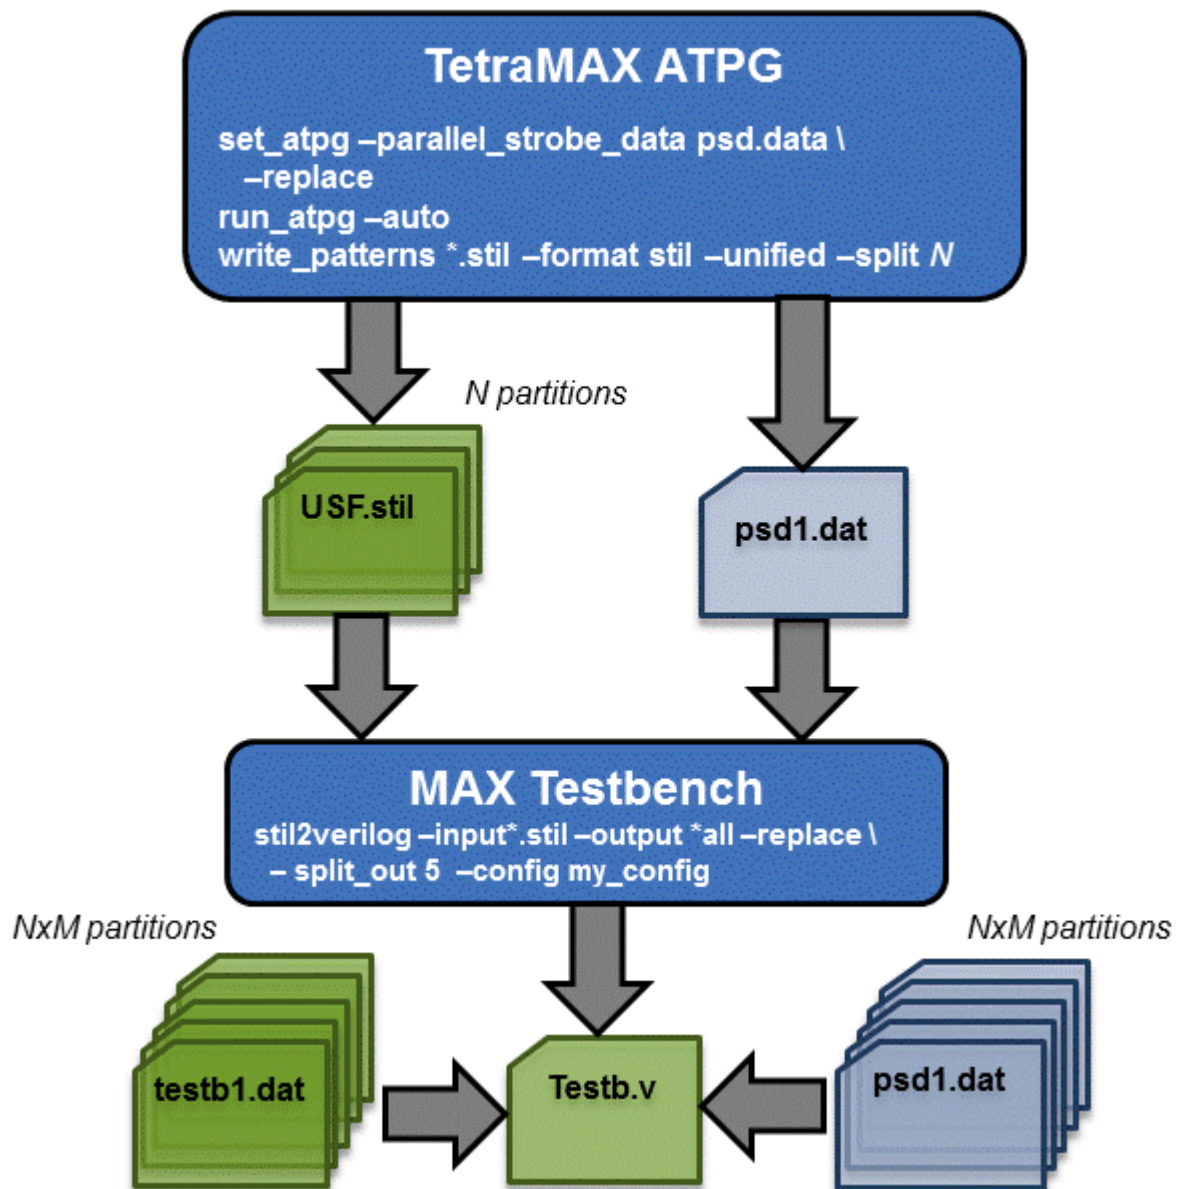 TetraMAX ATPG
set_atpg –parallel_strobe_data psd.data \
–replace
run_atpg –auto
write_patterns *.stil –format stil –unified –split N
N partitions
USF.stil
psd1.dat
MAX Testbench
stil2verilog –input*.stil –output *all –replace \
– split_out 5 –config my_config
NxM partitions
NxM partitions
testb1.dat
Testb.v
psd1.dat